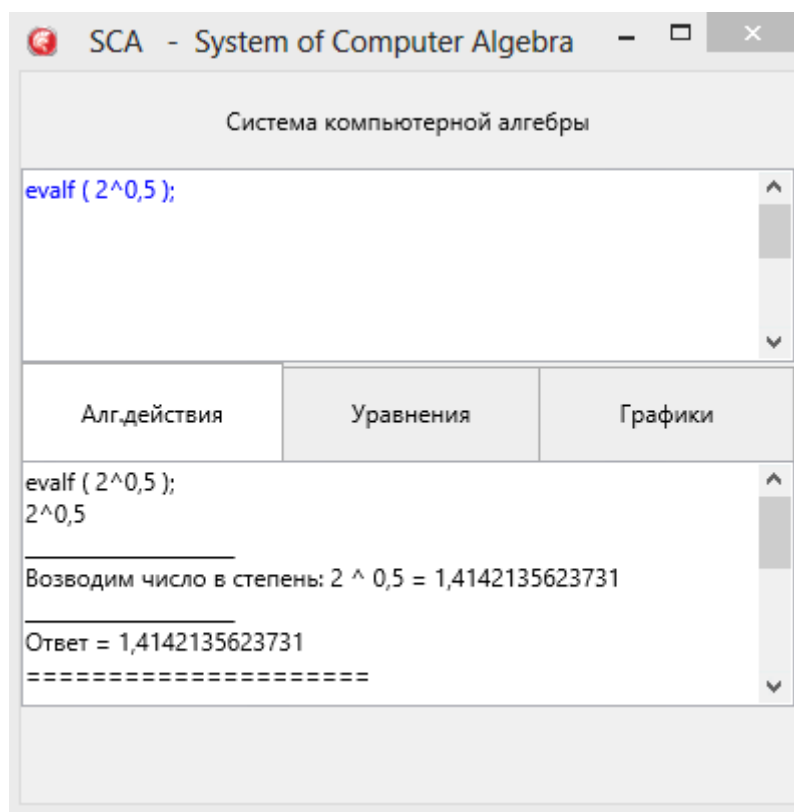 SCA - System of Computer Algebra
Система компьютерной алгебры
evalf ( 2^0,5 );
Алг.действия Уравнения Графики
evalf ( 2^0,5 );
2^0,5
___________________
Возводим число в степень: 2 ^ 0,5 = 1,4142135623731
___________________
Ответ = 1,4142135623731
=====================